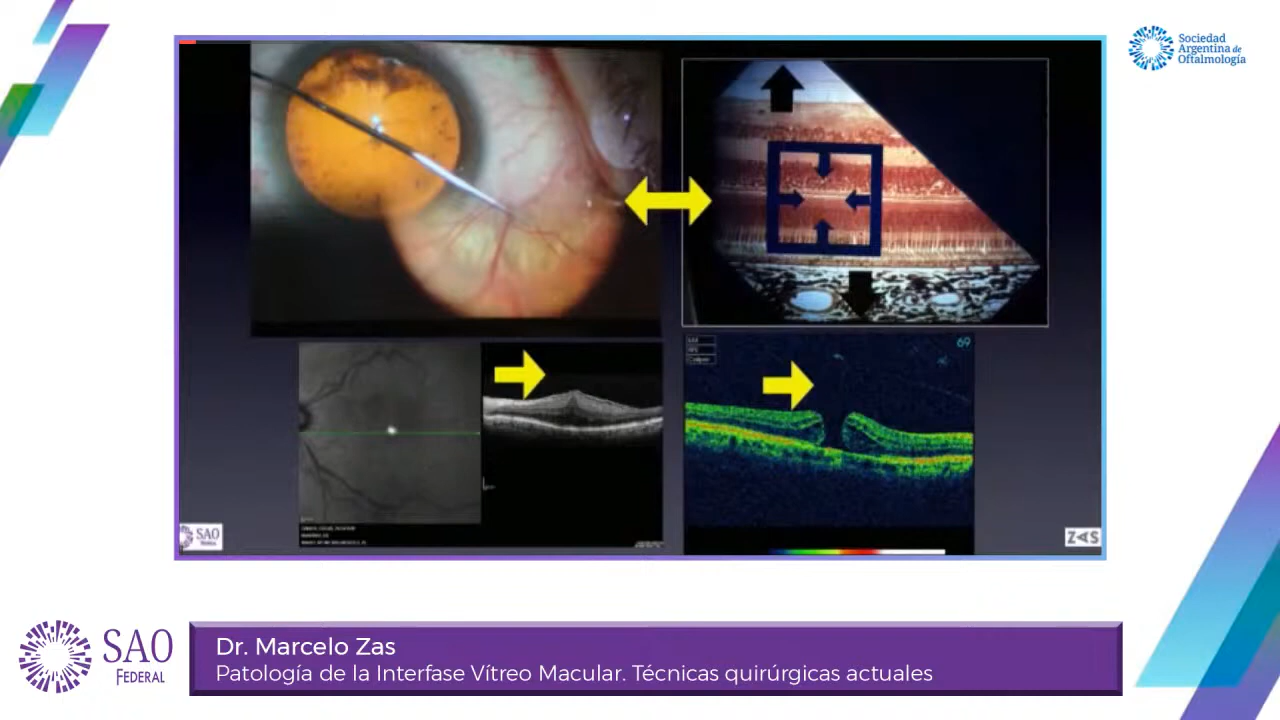 Sociedad
Argentina de
Oftalmología
69
SAO
ZAS
SAO
FEDERAL
Dr. Marcelo Zas
Patología de la Interfase Vítreo Macular. Técnicas quirúrgicas actuales